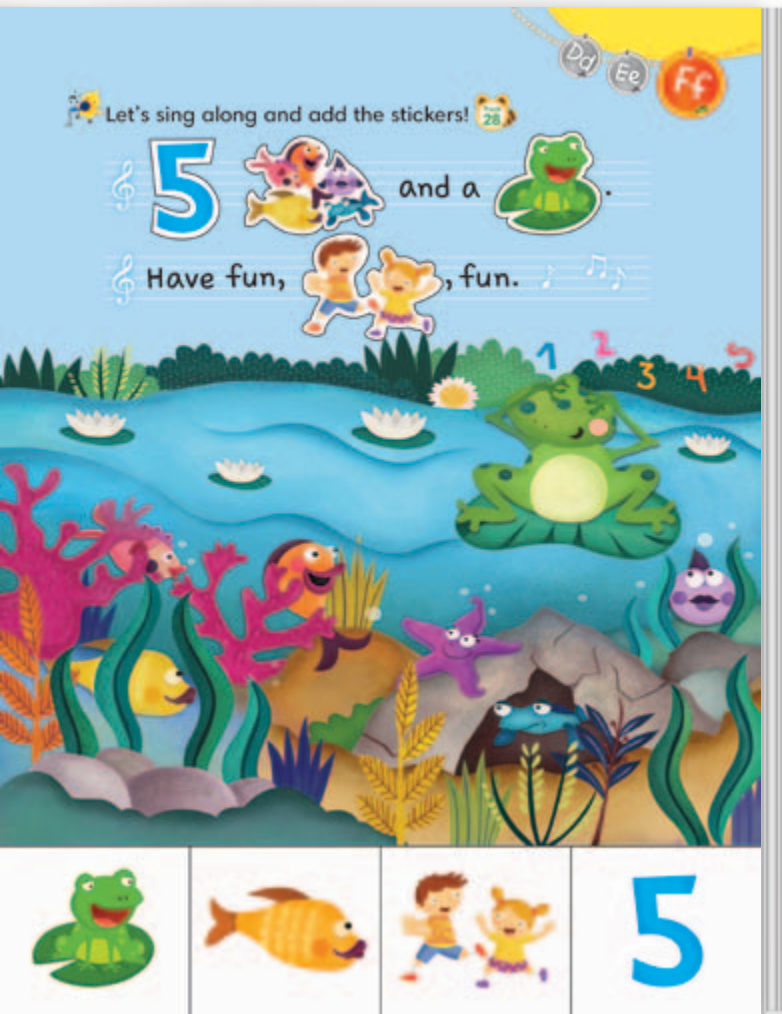 Dd Ee Ff
Let's sing along and add the stickers!
Track 28
5 and a .
Have fun, , fun.
1 2 3 4 5
5